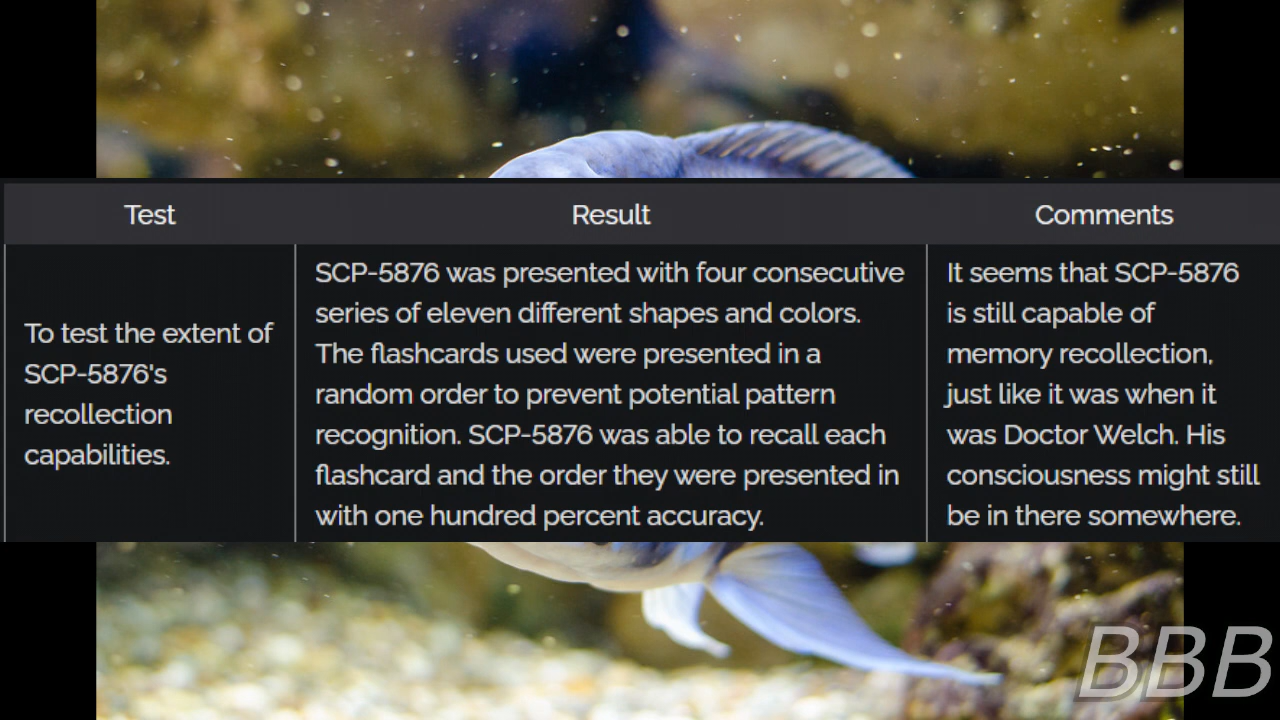 Test
Result
Comments
To test the extent of
SCP-5876's
recollection
capabilities.
SCP-5876 was presented with four consecutive
series of eleven different shapes and colors.
The flashcards used were presented in a
random order to prevent potential pattern
recognition. SCP-5876 was able to recall each
flashcard and the order they were presented in
with one hundred percent accuracy.
It seems that SCP-5876
is still capable of
memory recollection,
just like it was when it
was Doctor Welch. His
consciousness might still
be in there somewhere.
BBB